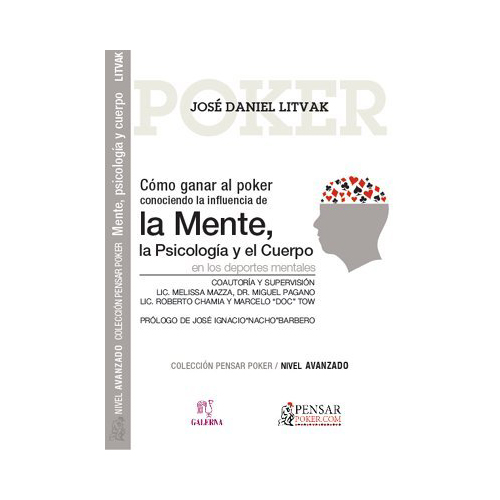 POKER
JOSÉ DANIEL LITVAK
Cómo ganar al poker
conociendo la influencia de
la Mente,
la Psicología y el Cuerpo
en los deportes mentales
COAUTORÍA Y SUPERVISIÓN
LIC. MELISSA MAZZA, DR. MIGUEL PAGANO
LIC. ROBERTO CHAMIA Y MARCELO "DOC" TOW
PRÓLOGO DE JOSÉ IGNACIO"NACHO"BARBERO
COLECCIÓN PENSAR POKER / NIVEL AVANZADO
GALERNA
PENSAR
POKER.COM
NIVEL AVANZADO COLECCIÓN PENSAR POKER Mente, psicología y cuerpo LITVAK